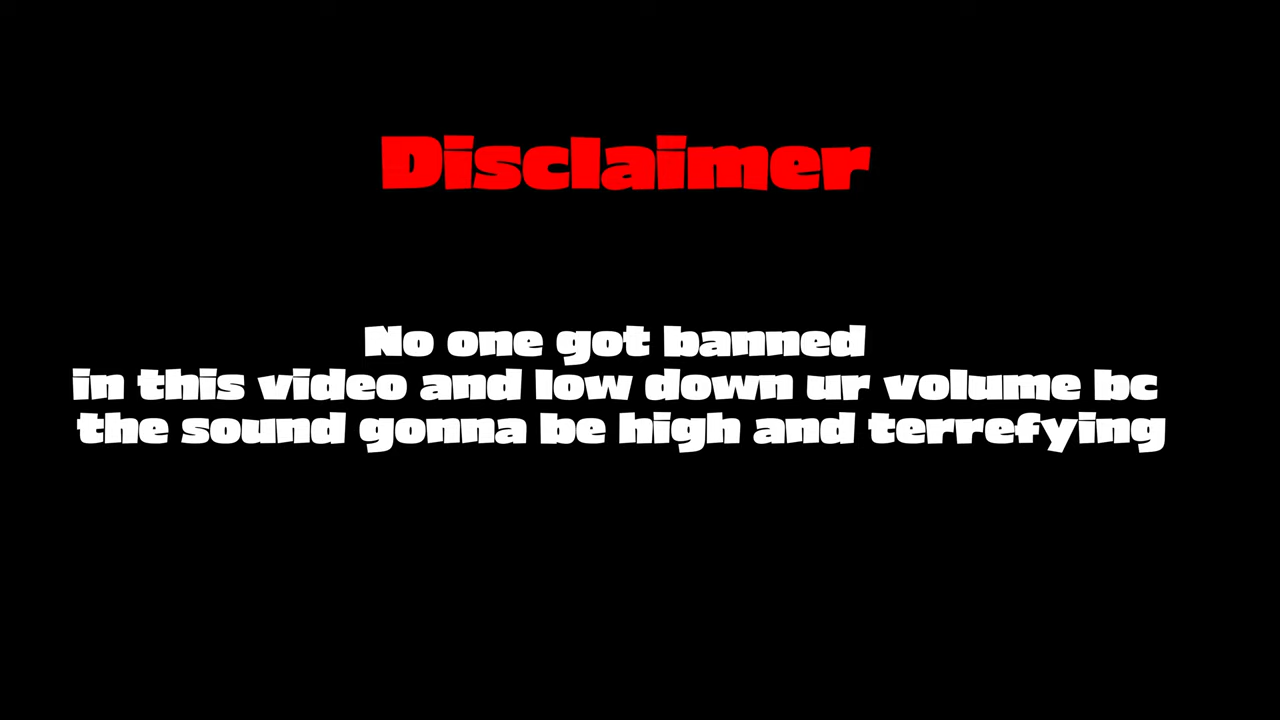 Disclaimer
No one got banned
in this video and low down ur volume bc
the sound gonna be high and terrefying